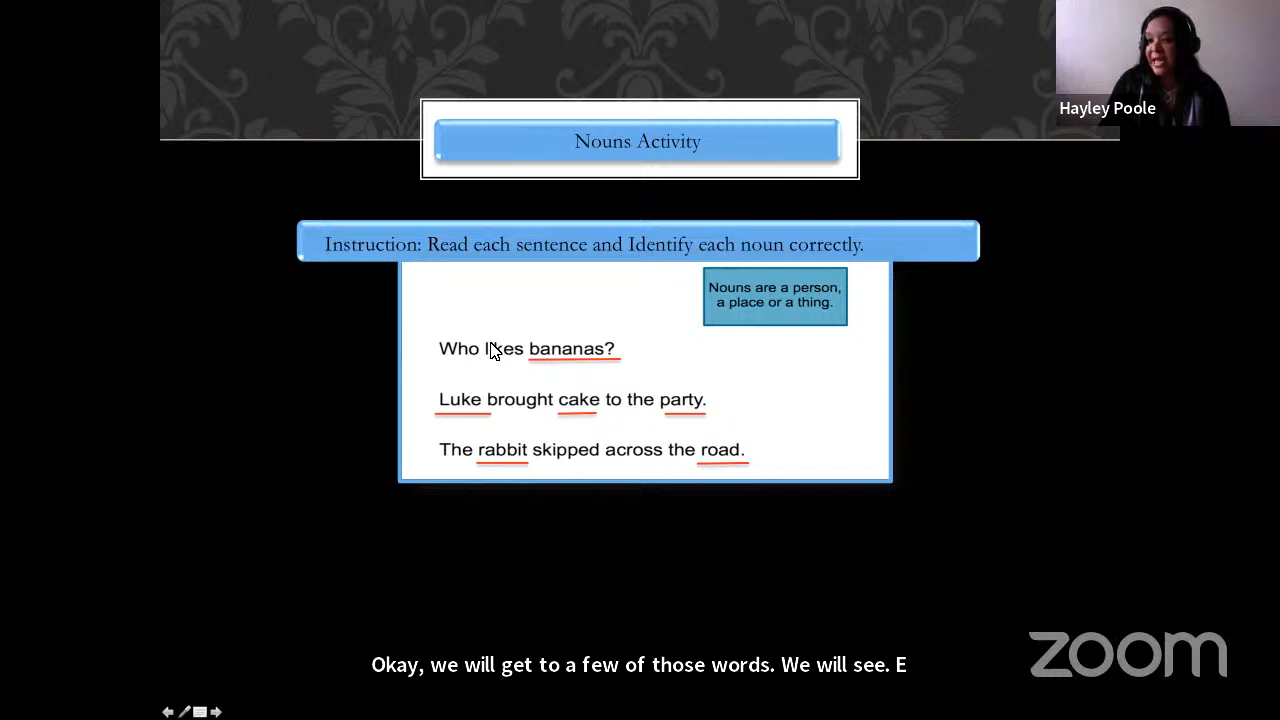 Hayley Poole
Nouns Activity
Instruction: Read each sentence and Identify each noun correctly.
Nouns are a person,
a place or a thing.
Who likes bananas?
Luke brought cake to the party.
The rabbit skipped across the road.
Okay, we will get to a few of those words. We will see. E
zoom